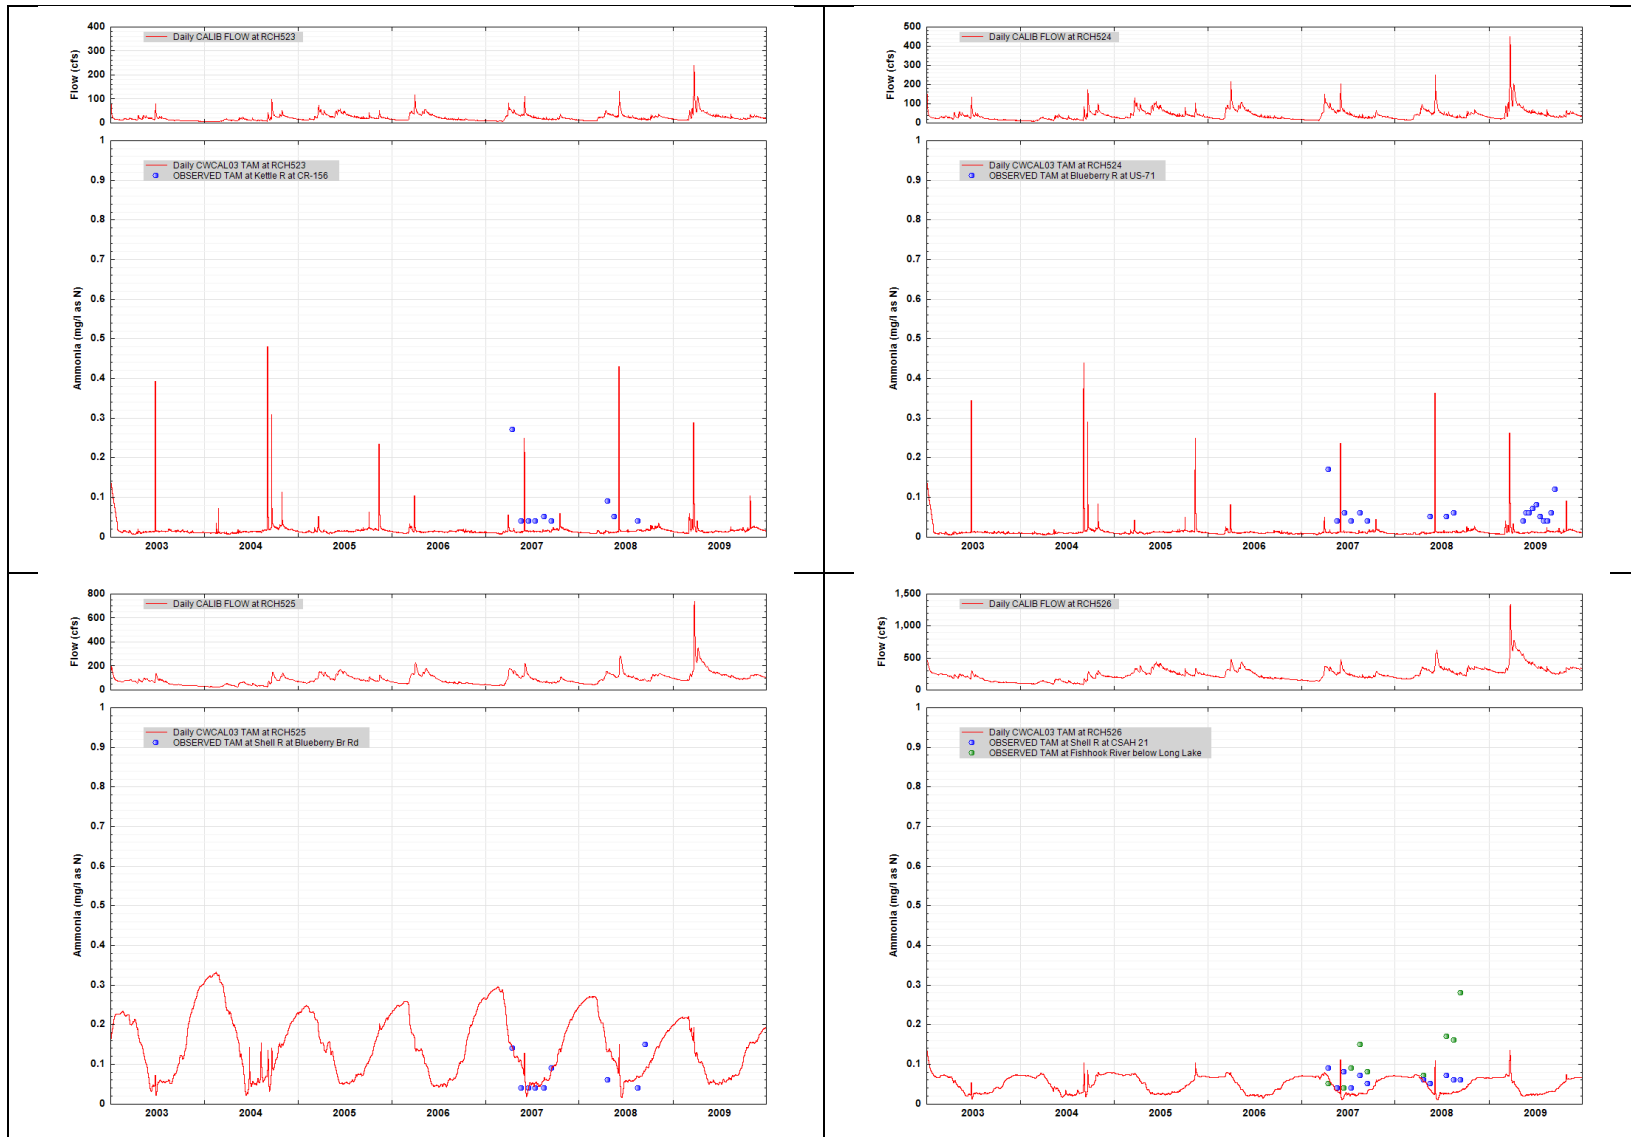 400
300
200
100
0
Flow (cfs)
Daily CALIB FLOW at RCH523
1
0.9
0.8
0.7
0.6
0.5
0.4
0.3
0.2
0.1
0
Ammonia (mg/l as N)
Daily CWCAL03 TAM at RCH523
OBSERVED TAM at Kettle R at CR-156
2003 2004 2005 2006 2007 2008 2009
500
400
300
200
100
0
Flow (cfs)
Daily CALIB FLOW at RCH524
1
0.9
0.8
0.7
0.6
0.5
0.4
0.3
0.2
0.1
0
Ammonia (mg/l as N)
Daily CWCAL03 TAM at RCH524
OBSERVED TAM at Blueberry R at US-71
2003 2004 2005 2006 2007 2008 2009
800
600
400
200
0
Flow (cfs)
Daily CALIB FLOW at RCH525
1
0.9
0.8
0.7
0.6
0.5
0.4
0.3
0.2
0.1
0
Ammonia (mg/l as N)
Daily CWCAL03 TAM at RCH525
OBSERVED TAM at Shell R at Blueberry Br Rd
2003 2004 2005 2006 2007 2008 2009
1,500
1,000
500
0
Flow (cfs)
Daily CALIB FLOW at RCH526
1
0.9
0.8
0.7
0.6
0.5
0.4
0.3
0.2
0.1
0
Ammonia (mg/l as N)
Daily CWCAL03 TAM at RCH526
OBSERVED TAM at Shell R at CSAH 21
OBSERVED TAM at Fishhook River below Long Lake
2003 2004 2005 2006 2007 2008 2009